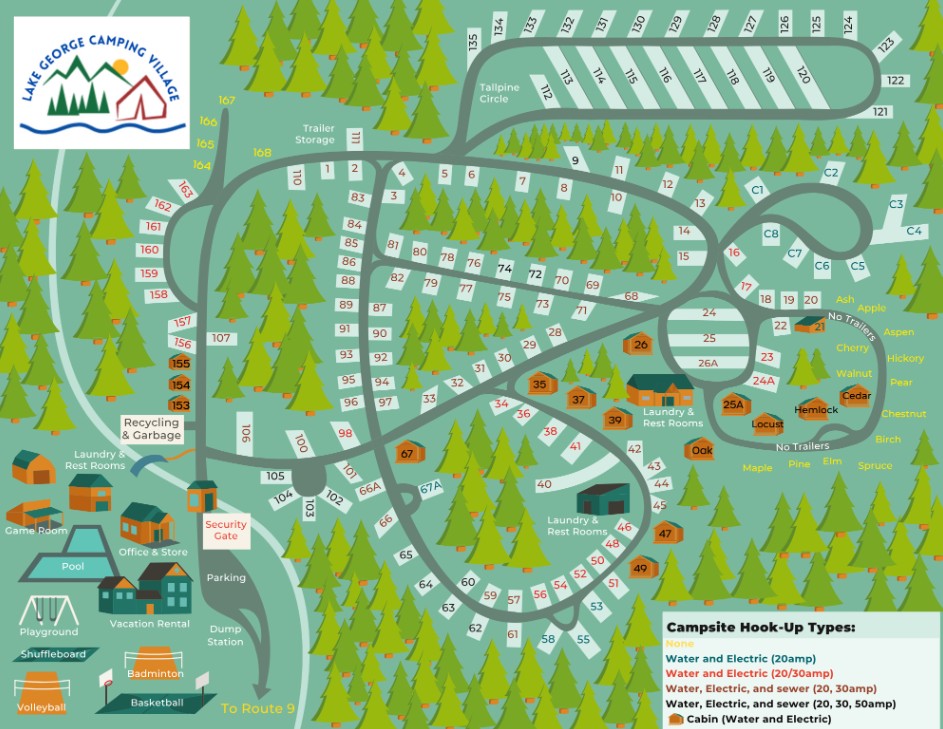 LAKE GEORGE CAMPING VILLAGE
167
166
165
164
168
163
162
161
160
159
158
157
156
155
154
153
107
Trailer
Storage
111
110
1
2
3
4
5
6
7
8
9
10
11
12
13
14
15
16
17
18
19
20
21
22
23
24
25
26A
24A
Tallpine
Circle
135
134
133
132
131
130
129
128
127
126
125
124
123
122
121
112
113
114
115
116
117
118
119
120
C1
C2
C3
C4
C5
C6
C7
C8
83
84
85
86
88
89
91
93
95
96
87
90
92
94
97
81
80
78
76
74
72
70
69
68
82
79
77
75
73
71
28
29
30
31
32
33
26
35
37
39
Laundry &
Rest Rooms
25A
Locust
Hemlock
Cedar
Oak
No Trailers
No Trailers
Ash
Apple
Aspen
Cherry
Hickory
Walnut
Pear
Chestnut
Birch
Maple
Pine
Elm
Spruce
34
36
38
41
40
42
43
44
45
46
47
48
49
50
51
52
53
54
55
56
57
58
59
60
61
62
63
64
65
66
66A
67
67A
Laundry &
Rest Rooms
98
100
101
102
103
104
105
106
Recycling
& Garbage
Laundry &
Rest Rooms
Game Room
Office & Store
Security
Gate
Pool
Parking
Vacation Rental
Playground
Dump
Station
Shuffleboard
Badminton
Volleyball
Basketball
To Route 9
Campsite Hook-Up Types:
None
Water and Electric (20amp)
Water and Electric (20/30amp)
Water, Electric, and sewer (20, 30amp)
Water, Electric, and sewer (20, 30, 50amp)
Cabin (Water and Electric)